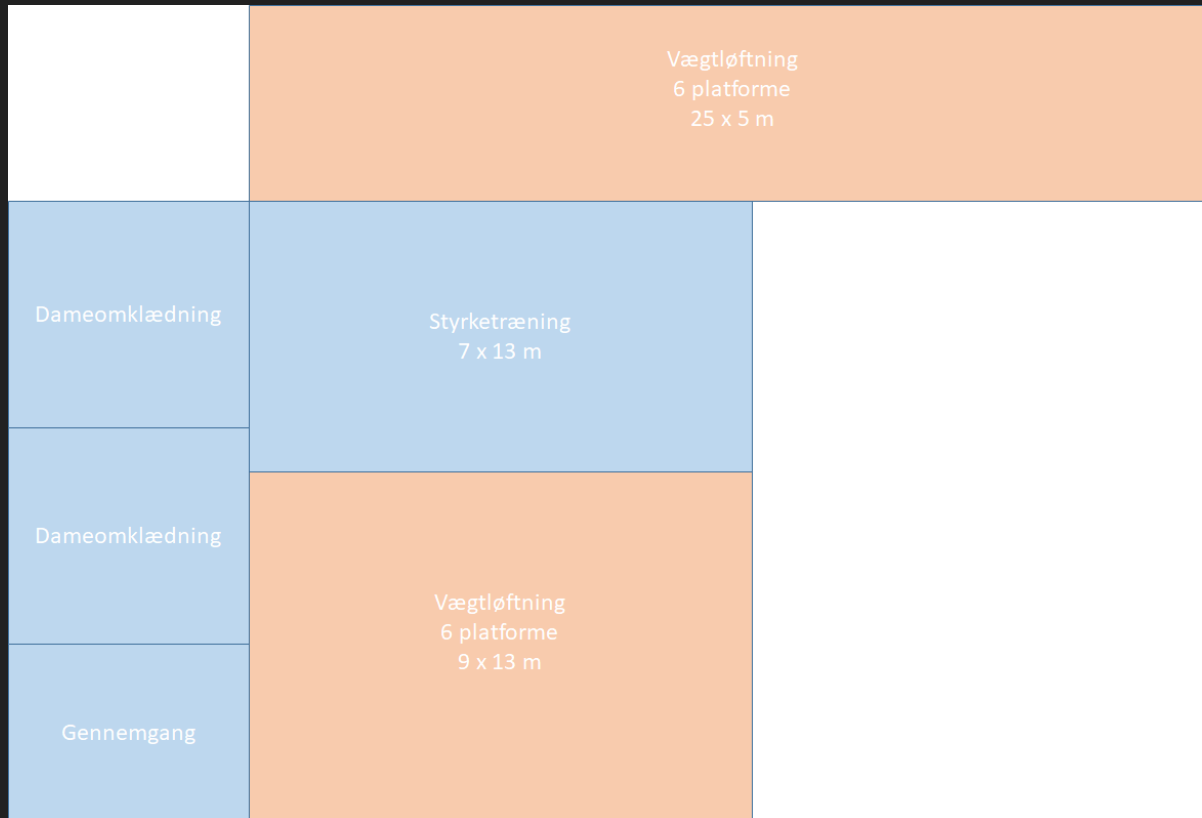 Vægtløftning
6 platforme
25 x 5 m
Dameomklædning
Styrketræning
7 x 13 m
Dameomklædning
Vægtløftning
6 platforme
9 x 13 m
Gennemgang